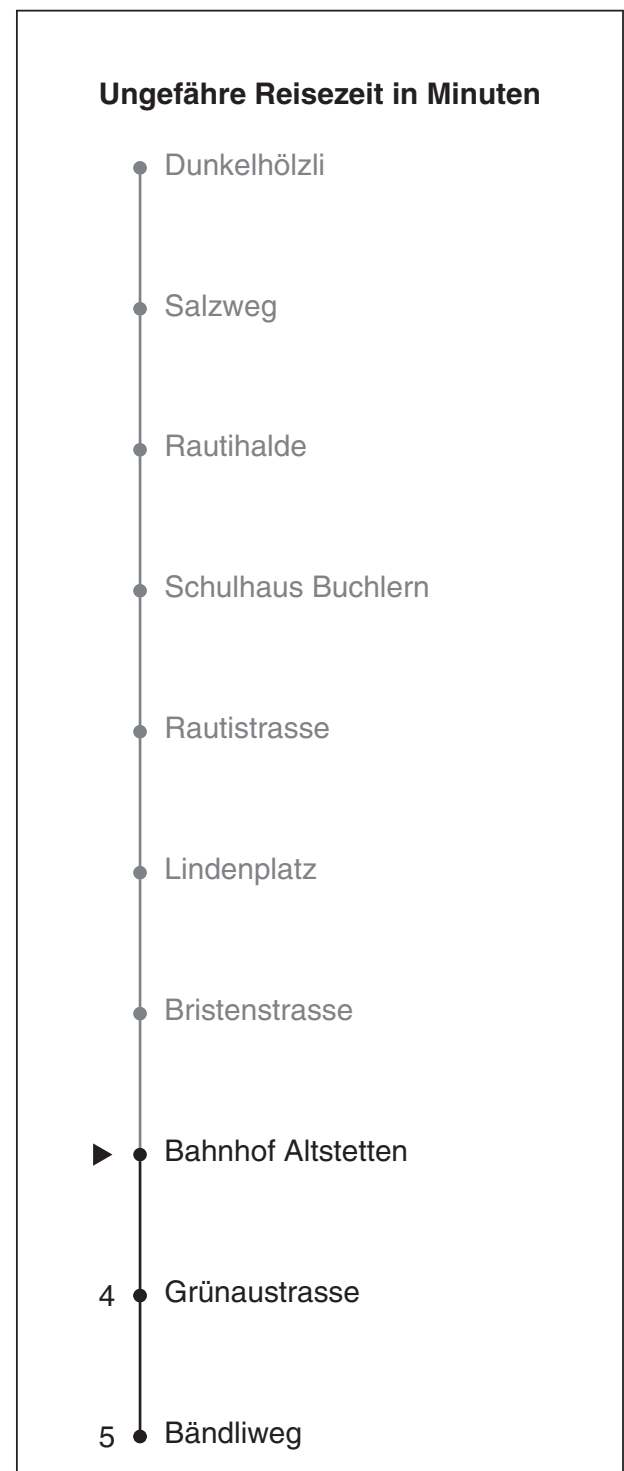 Ungefähre Reisezeit in Minuten
Dunkelhölzli
Salzweg
Rautihalde
Schulhaus Buchlern
Rautistrasse
Lindenplatz
Bristenstrasse
Bahnhof Altstetten
4 Grünaustrasse
5 Bändliweg